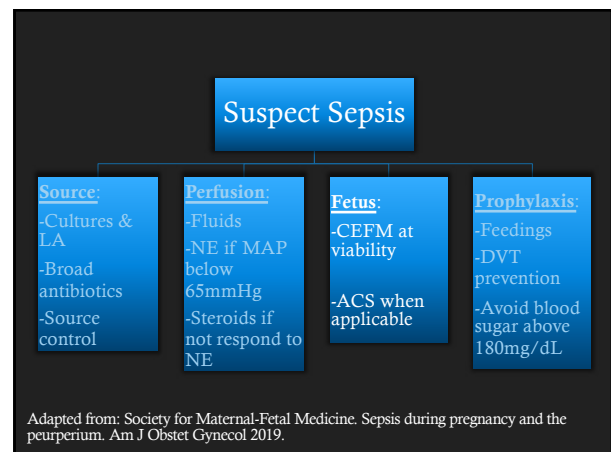 Suspect Sepsis
Source:
-Cultures &
LA
-Broad
antibiotics
-Source
control
Perfusion:
-Fluids
-NE if MAP
below
65mmHg
-Steroids if
not respond to
NE
Fetus:
-CEFM at
viability
-ACS when
applicable
Prophylaxis:
-Feedings
-DVT
prevention
-Avoid blood
sugar above
180mg/dL
Adapted from: Society for Maternal-Fetal Medicine. Sepsis during pregnancy and the
peurperium. Am J Obstet Gynecol 2019.